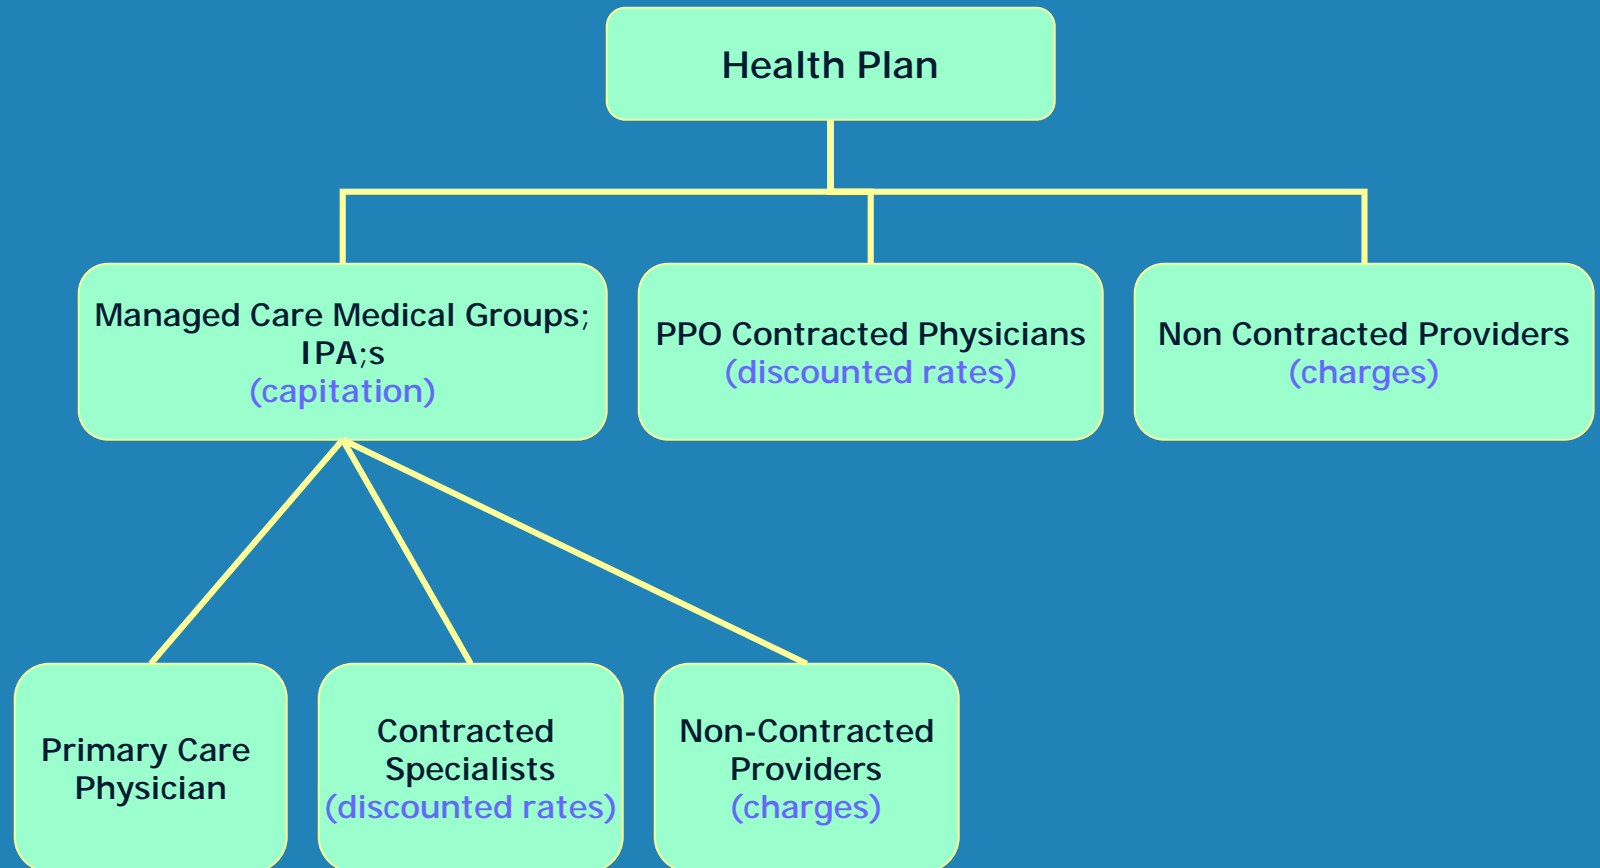 Health Plan
Managed Care Medical Groups;
IPA;s
(capitation)
PPO Contracted Physicians
(discounted rates)
Non Contracted Providers
(charges)
Primary Care
Physician
Contracted
Specialists
(discounted rates)
Non-Contracted
Providers
(charges)